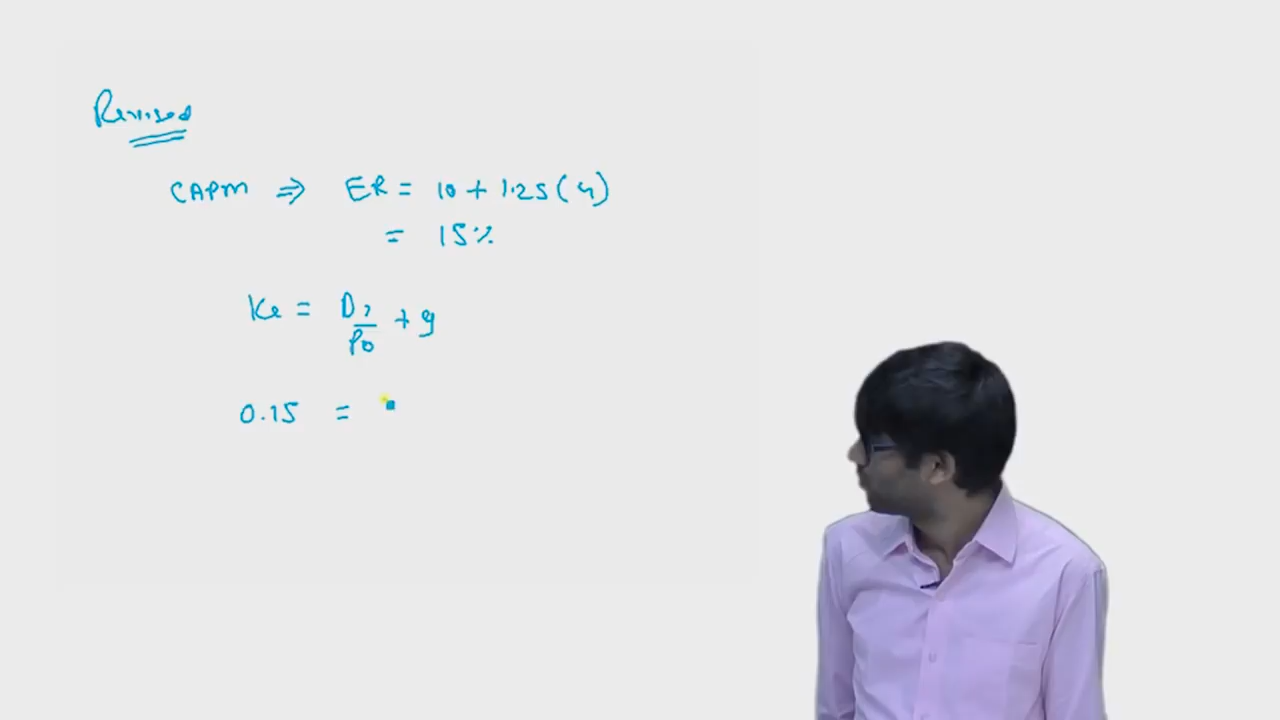 Revised
CAPM ⇒ ER = 10 + 1.25 (4)
= 15%
Ke = D1/P0 + g
0.15 =